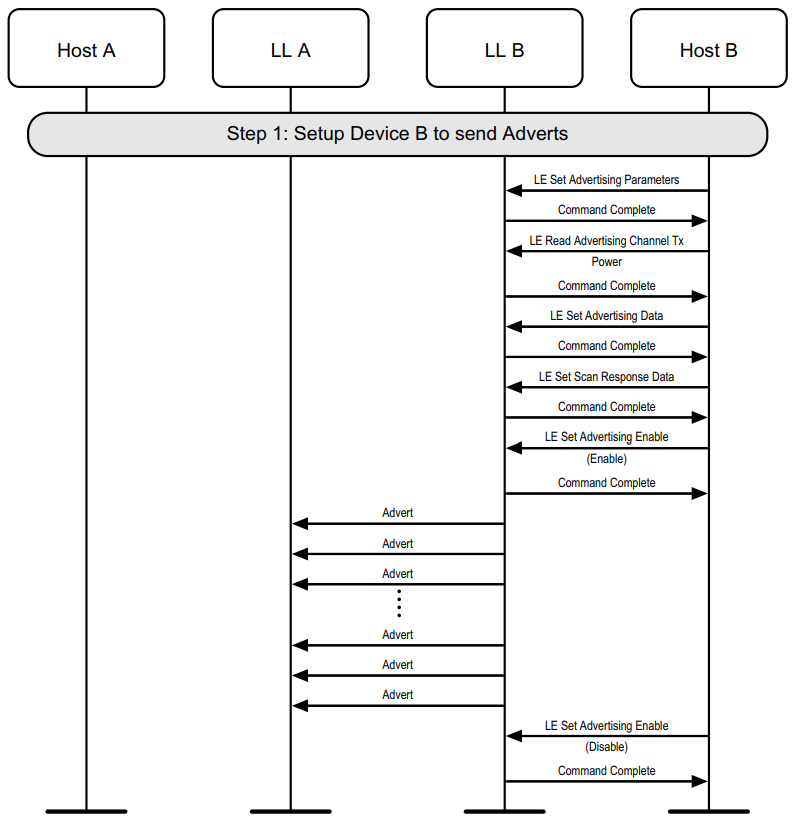 Host A
LL A
LL B
Host B
Step 1: Setup Device B to send Adverts
LE Set Advertising Parameters
Command Complete
LE Read Advertising Channel Tx
Power
Command Complete
LE Set Advertising Data
Command Complete
LE Set Scan Response Data
Command Complete
LE Set Advertising Enable
(Enable)
Command Complete
Advert
Advert
Advert
Advert
Advert
Advert
LE Set Advertising Enable
(Disable)
Command Complete